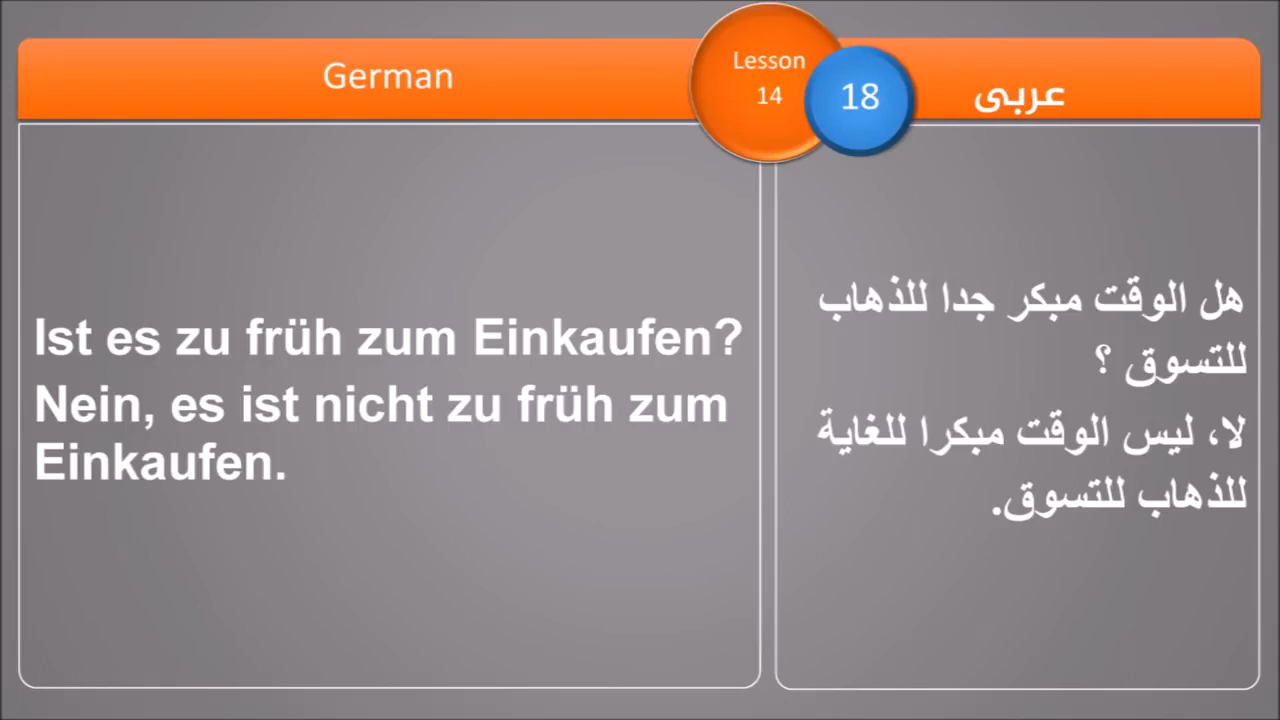 German
Lesson
14
18
عربى
Ist es zu früh zum Einkaufen?
Nein, es ist nicht zu früh zum
Einkaufen.
هل الوقت مبكر جدا للذهاب
للتسوق ؟
لا، ليس الوقت مبكرا للغاية
للذهاب للتسوق.